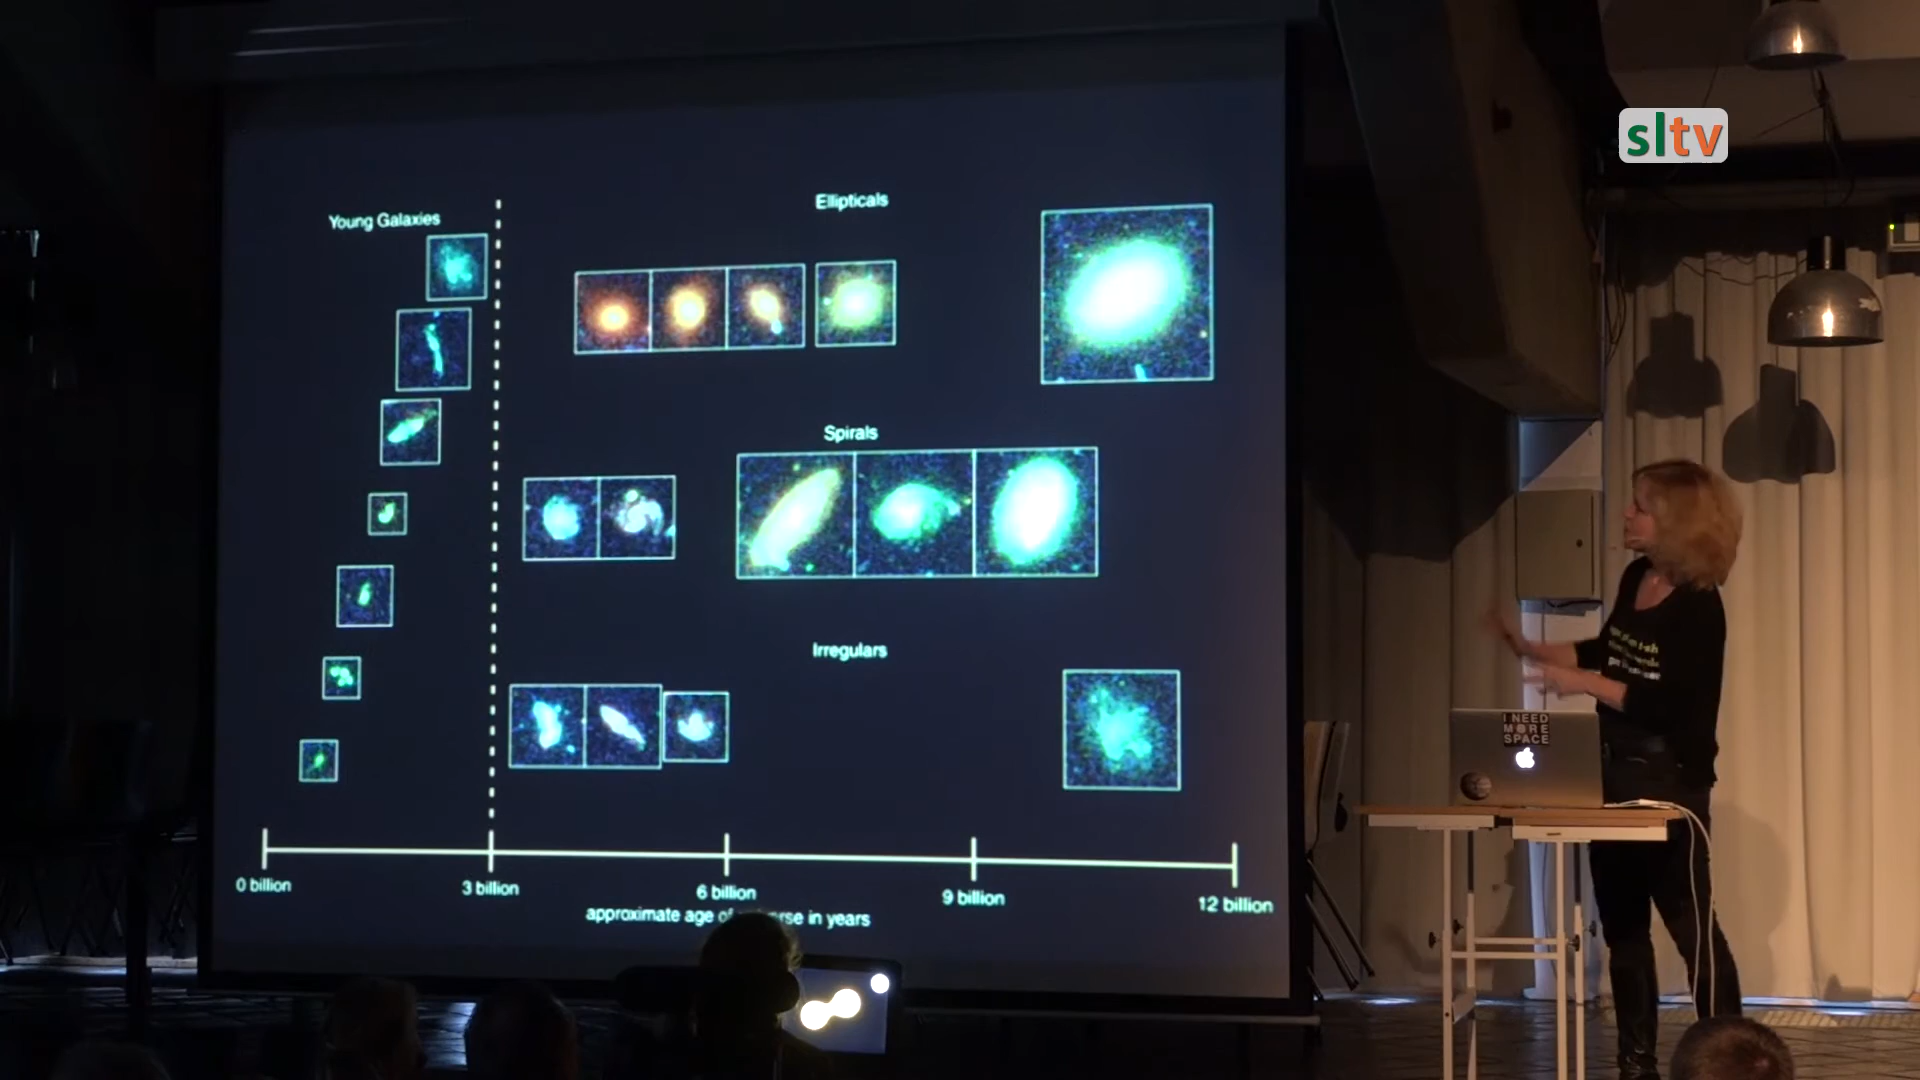 sltv
Ellipticals
Young Galaxies
Spirals
Irregulars
0 billion
3 billion
6 billion
9 billion
12 billion
approximate age of in years
I NEED
MORE
SPACE